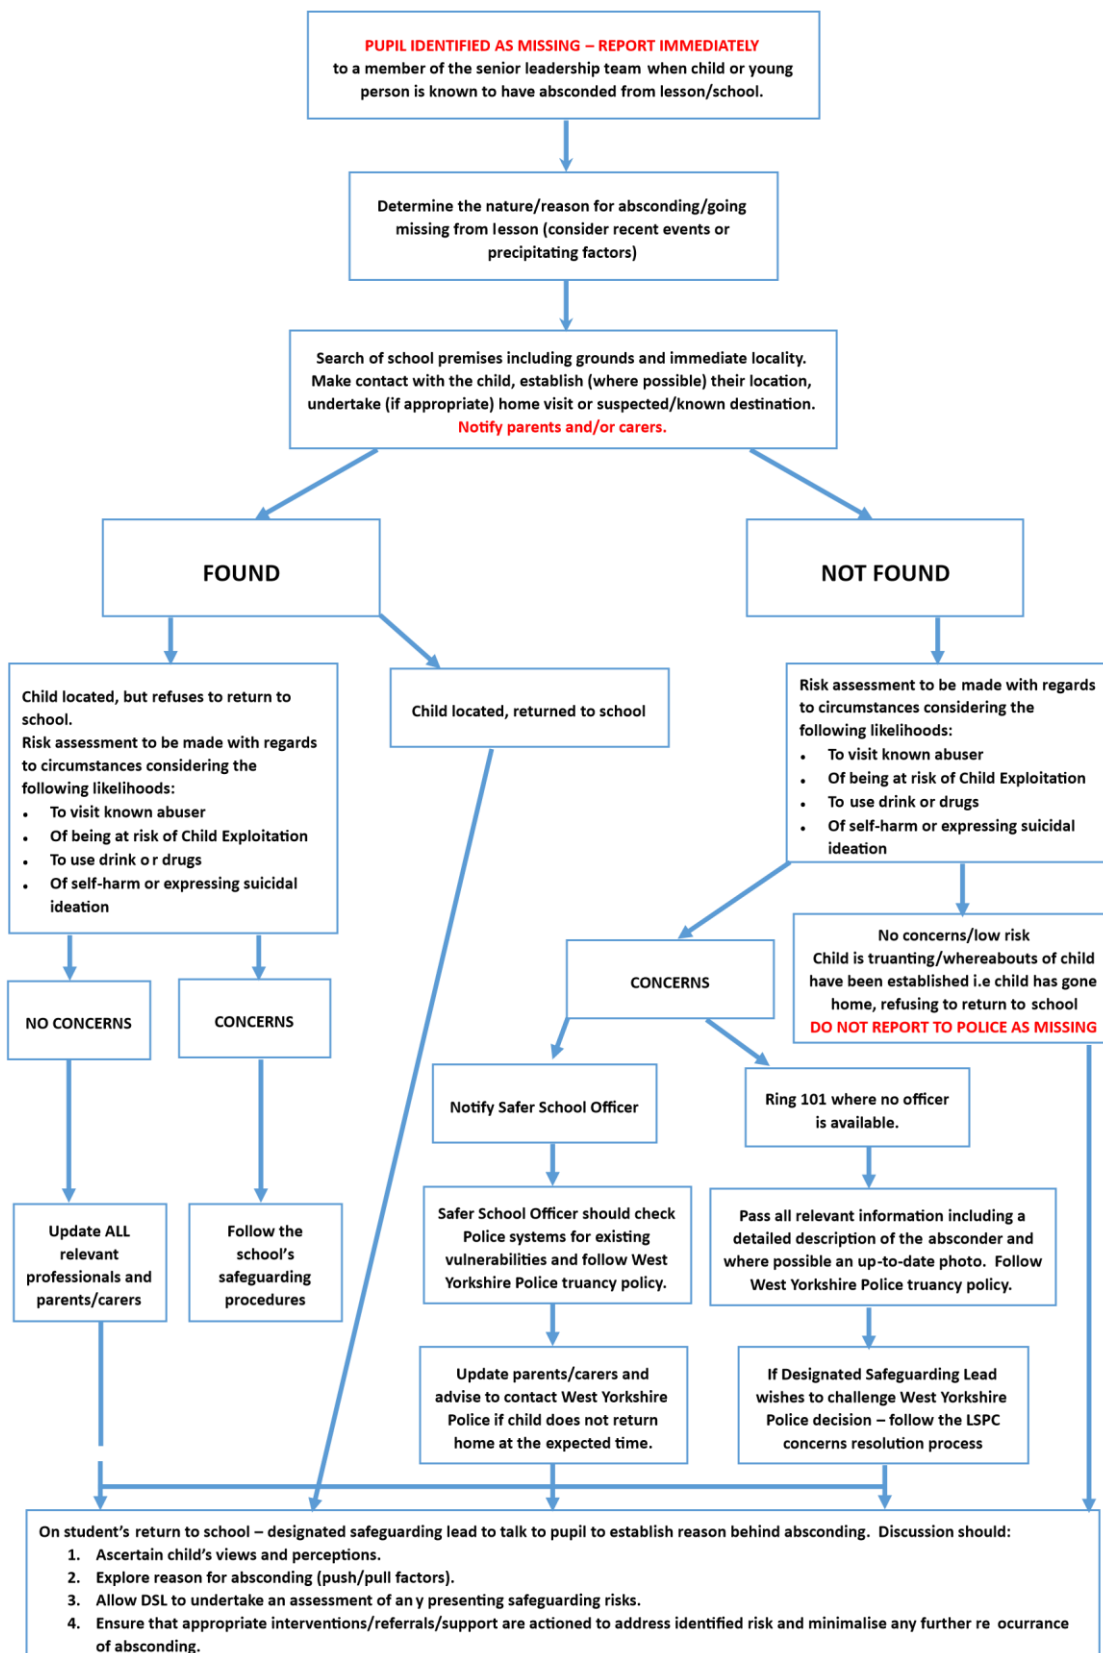 PUPIL IDENTIFIED AS MISSING – REPORT IMMEDIATELY
to a member of the senior leadership team when child or young
person is known to have absconded from lesson/school.
Determine the nature/reason for absconding/going
missing from lesson (consider recent events or
precipitating factors)
Search of school premises including grounds and immediate locality.
Make contact with the child, establish (where possible) their location,
undertake (if appropriate) home visit or suspected/known destination.
Notify parents and/or carers.
FOUND
NOT FOUND
Child located, but refuses to return to
school.
Risk assessment to be made with regards
to circumstances considering the
following likelihoods:
• To visit known abuser
• Of being at risk of Child Exploitation
• To use drink or drugs
• Of self-harm or expressing suicidal
ideation
Child located, returned to school
Risk assessment to be made with regards
to circumstances considering the
following likelihoods:
• To visit known abuser
• Of being at risk of Child Exploitation
• To use drink or drugs
• Of self-harm or expressing suicidal
ideation
NO CONCERNS
CONCERNS
CONCERNS
No concerns/low risk
Child is truanting/whereabouts of child
have been established i.e child has gone
home, refusing to return to school
DO NOT REPORT TO POLICE AS MISSING
Notify Safer School Officer
Ring 101 where no officer
is available.
Update ALL
relevant
professionals and
parents/carers
Follow the
school's
safeguarding
procedures
Safer School Officer should check
Police systems for existing
vulnerabilities and follow West
Yorkshire Police truancy policy.
Pass all relevant information including a
detailed description of the absconder and
where possible an up-to-date photo. Follow
West Yorkshire Police truancy policy.
Update parents/carers and
advise to contact West Yorkshire
Police if child does not return
home at the expected time.
If Designated Safeguarding Lead
wishes to challenge West Yorkshire
Police decision – follow the LSPC
concerns resolution process
On student's return to school – designated safeguarding lead to talk to pupil to establish reason behind absconding. Discussion should:
1. Ascertain child's views and perceptions.
2. Explore reason for absconding (push/pull factors).
3. Allow DSL to undertake an assessment of any presenting safeguarding risks.
4. Ensure that appropriate interventions/referrals/support are actioned to address identified risk and minimalise any further re ocurrance
of absconding.